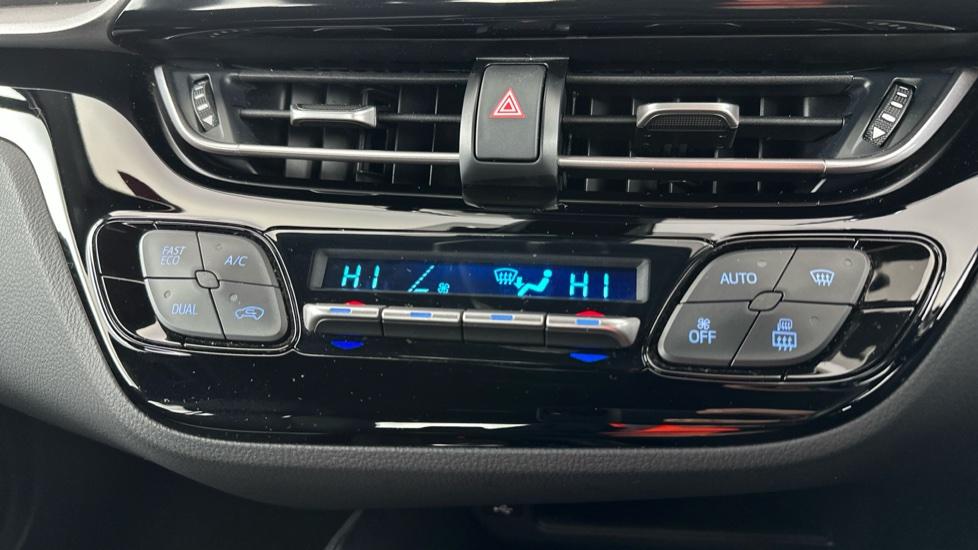 FAST
ECO
A/C
DUAL
HI
HI
AUTO
OFF